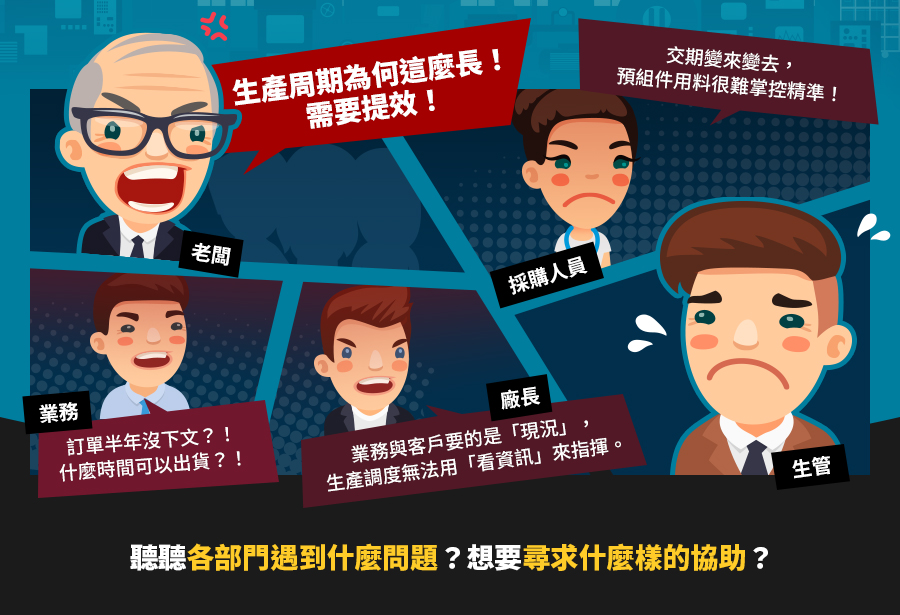 生產周期為何這麼長！
需要提效！
老闆
交期變來變去，
預組件用料很難掌控精準！
採購人員
業務
訂單半年沒下文？！
什麼時間可以出貨？！
廠長
業務與客戶要的是「現況」，
生產調度無法用「看資訊」來指揮。
生管
聽聽各部門遇到什麼問題？想要尋求什麼樣的協助？